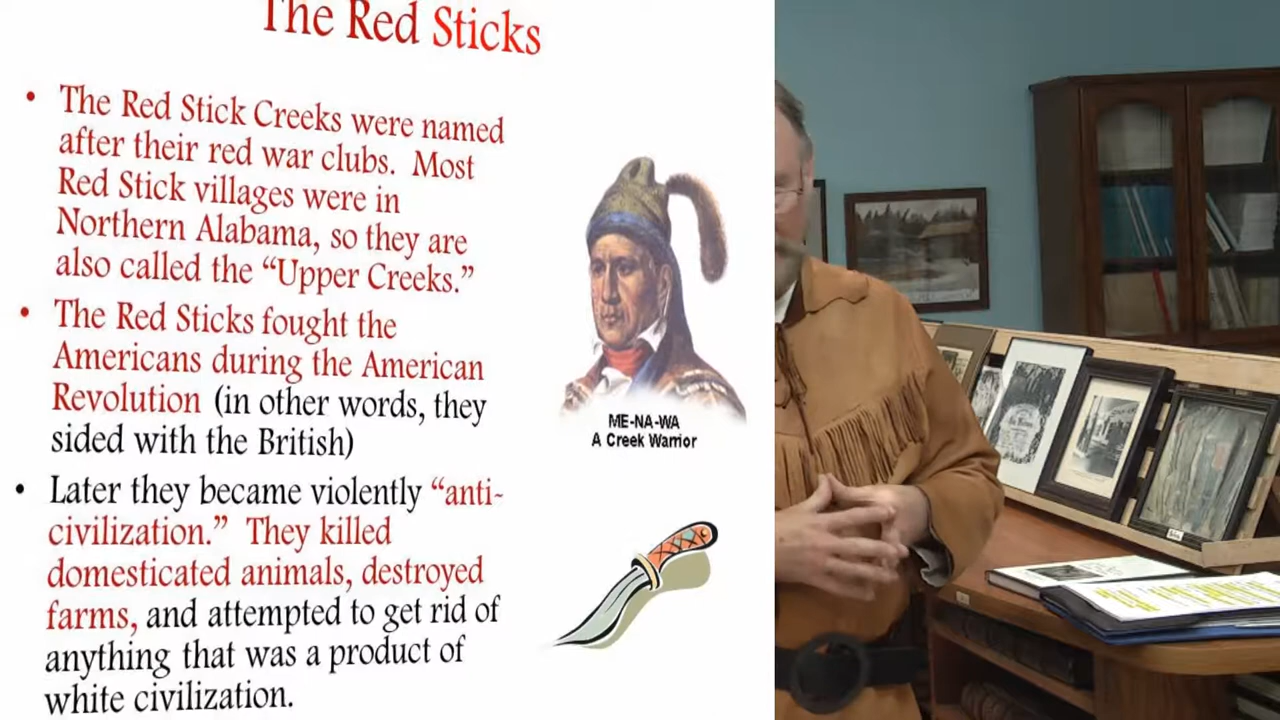 The Red Sticks
• The Red Stick Creeks were named
after their red war clubs. Most
Red Stick villages were in
Northern Alabama, so they are
also called the “Upper Creeks.”
• The Red Sticks fought the
Americans during the American
Revolution (in other words, they
sided with the British)
• Later they became violently “anti-
civilization.” They killed
domesticated animals, destroyed
farms, and attempted to get rid of
anything that was a product of
white civilization.
ME-NA-WA
A Creek Warrior